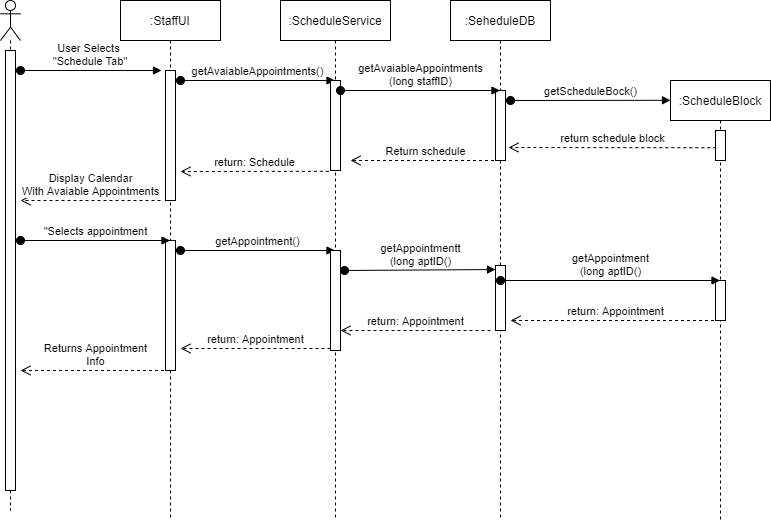 :StaffUI
:ScheduleService
:SeheduleDB
User Selects
"Schedule Tab"
getAvaiableAppointments()
getAvaiableAppointments
(long staffID)
getScheduleBock()
:ScheduleBlock
return schedule block
Return schedule
return: Schedule
Display Calendar
With Avaiable Appointments
"Selects appointment
getAppointment()
getAppointmentt
(long aptID()
getAppointment
(long aptID()
return: Appointment
return: Appointment
return: Appointment
Returns Appointment
Info